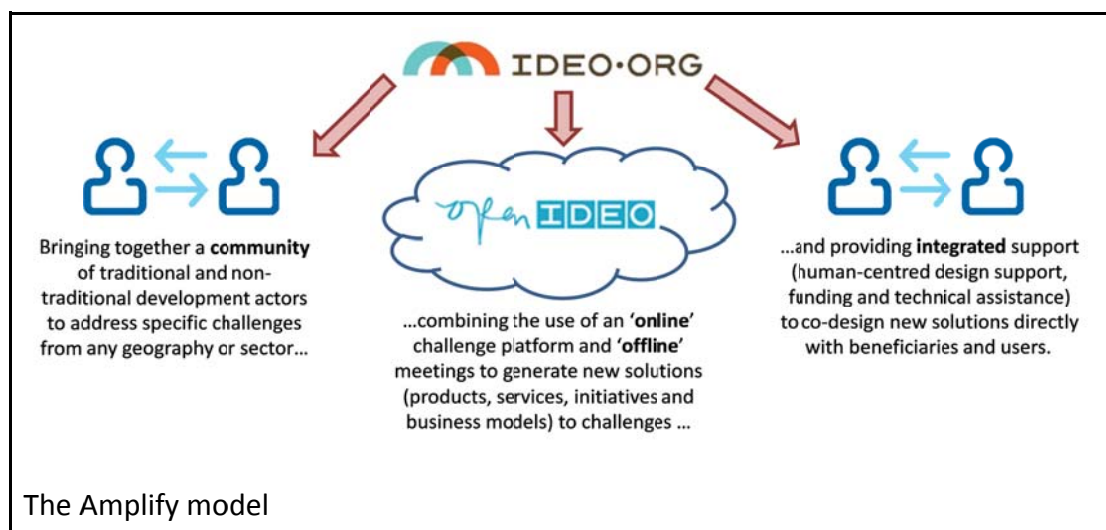 IDEO·ORG
Bringing together a community
of traditional and non-
traditional development actors
to address specific challenges
from any geography or sector...
open IDEO
...combining the use of an ‘online’
challenge platform and ‘offline’
meetings to generate new solutions
(products, services, initiatives and
business models) to challenges ...
...and providing integrated support
(human-centred design support,
funding and technical assistance)
to co-design new solutions directly
with beneficiaries and users.
The Amplify model